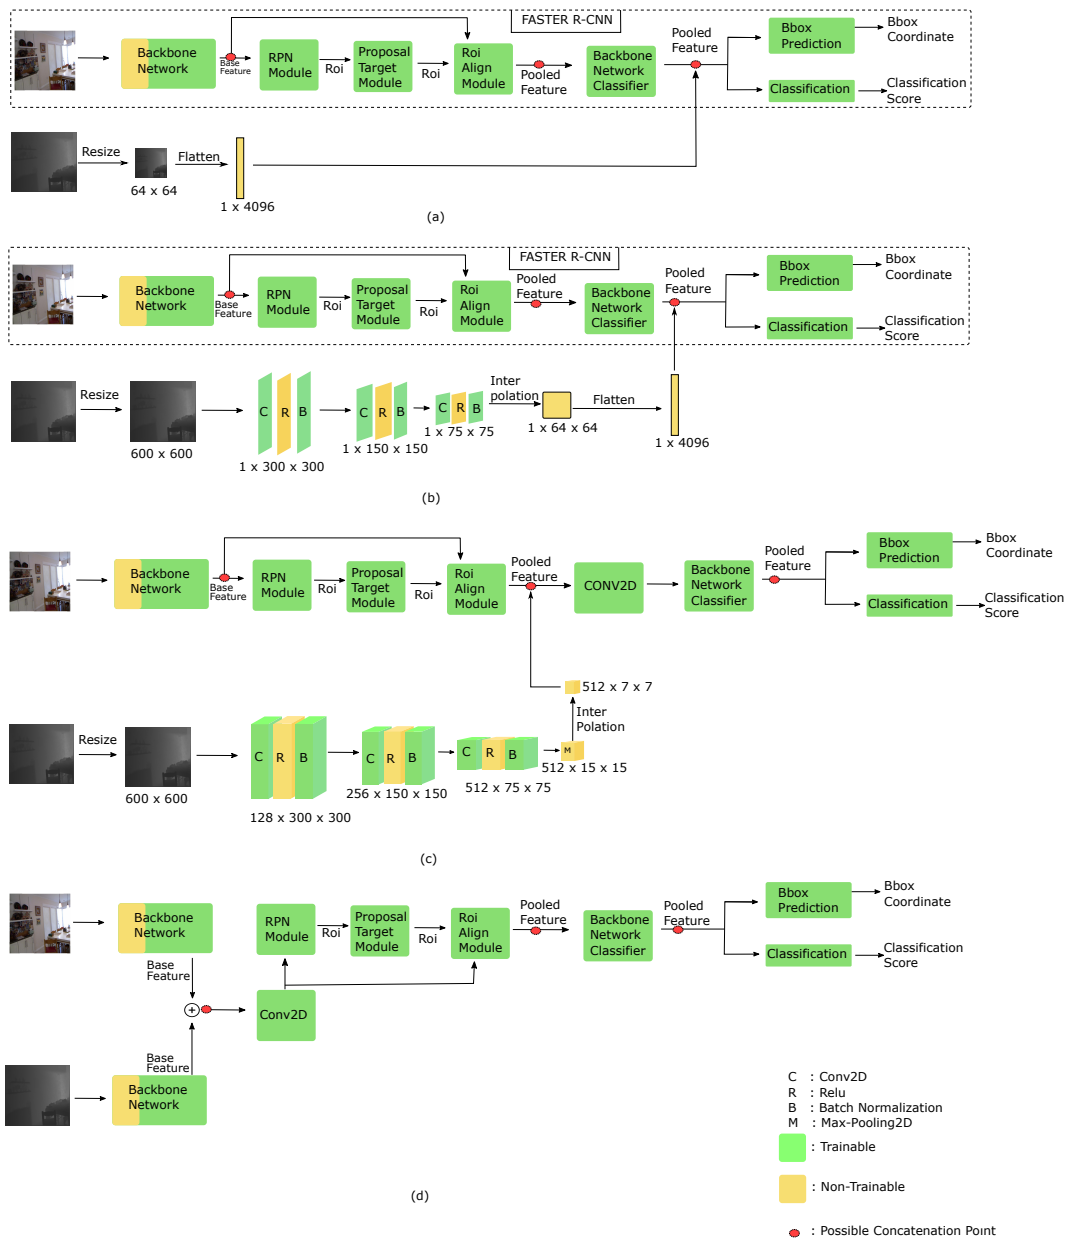 FASTER R-CNN
Backbone
Network
Base
Feature
RPN
Module
Roi
Proposal
Target
Module
Roi
Roi
Align
Module
Pooled
Feature
Backbone
Network
Classifier
Pooled
Feature
Bbox
Prediction
Bbox
Coordinate
Classification
Classification
Score
Resize
64 x 64
Flatten
1 x 4096
(a)
FASTER R-CNN
Backbone
Network
Base
Feature
RPN
Module
Roi
Proposal
Target
Module
Roi
Roi
Align
Module
Pooled
Feature
Backbone
Network
Classifier
Pooled
Feature
Bbox
Prediction
Bbox
Coordinate
Classification
Classification
Score
Resize
600 x 600
C R B
1 x 300 x 300
C R B
1 x 150 x 150
C R B
1 x 75 x 75
Inter
polation
1 x 64 x 64
Flatten
1 x 4096
(b)
Backbone
Network
Base
Feature
RPN
Module
Roi
Proposal
Target
Module
Roi
Roi
Align
Module
Pooled
Feature
CONV2D
Backbone
Network
Classifier
Pooled
Feature
Bbox
Prediction
Bbox
Coordinate
Classification
Classification
Score
Resize
600 x 600
C R B
128 x 300 x 300
C R B
256 x 150 x 150
C R B
512 x 75 x 75
M
512 x 15 x 15
Inter
Polation
512 x 7 x 7
(c)
Backbone
Network
Base
Feature
+
Base
Feature
Backbone
Network
Conv2D
RPN
Module
Roi
Proposal
Target
Module
Roi
Roi
Align
Module
Pooled
Feature
Backbone
Network
Classifier
Pooled
Feature
Bbox
Prediction
Bbox
Coordinate
Classification
Classification
Score
C : Conv2D
R : Relu
B : Batch Normalization
M : Max-Pooling2D
: Trainable
: Non-Trainable
: Possible Concatenation Point
(d)